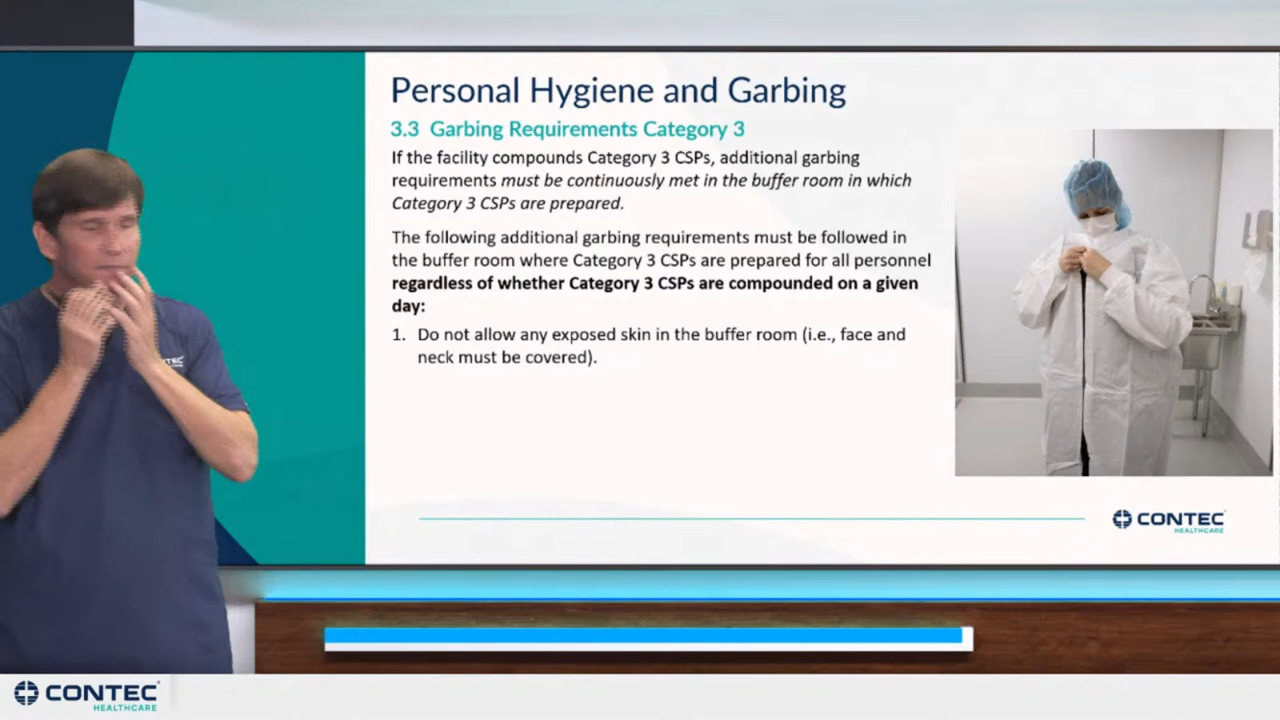 Personal Hygiene and Garbing
3.3 Garbing Requirements Category 3
If the facility compounds Category 3 CSPs, additional garbing
requirements must be continuously met in the buffer room in which
Category 3 CSPs are prepared.
The following additional garbing requirements must be followed in
the buffer room where Category 3 CSPs are prepared for all personnel
regardless of whether Category 3 CSPs are compounded on a given
day:
1. Do not allow any exposed skin in the buffer room (i.e., face and
neck must be covered).
CONTEC
HEALTHCARE
CONTEC
HEALTHCARE